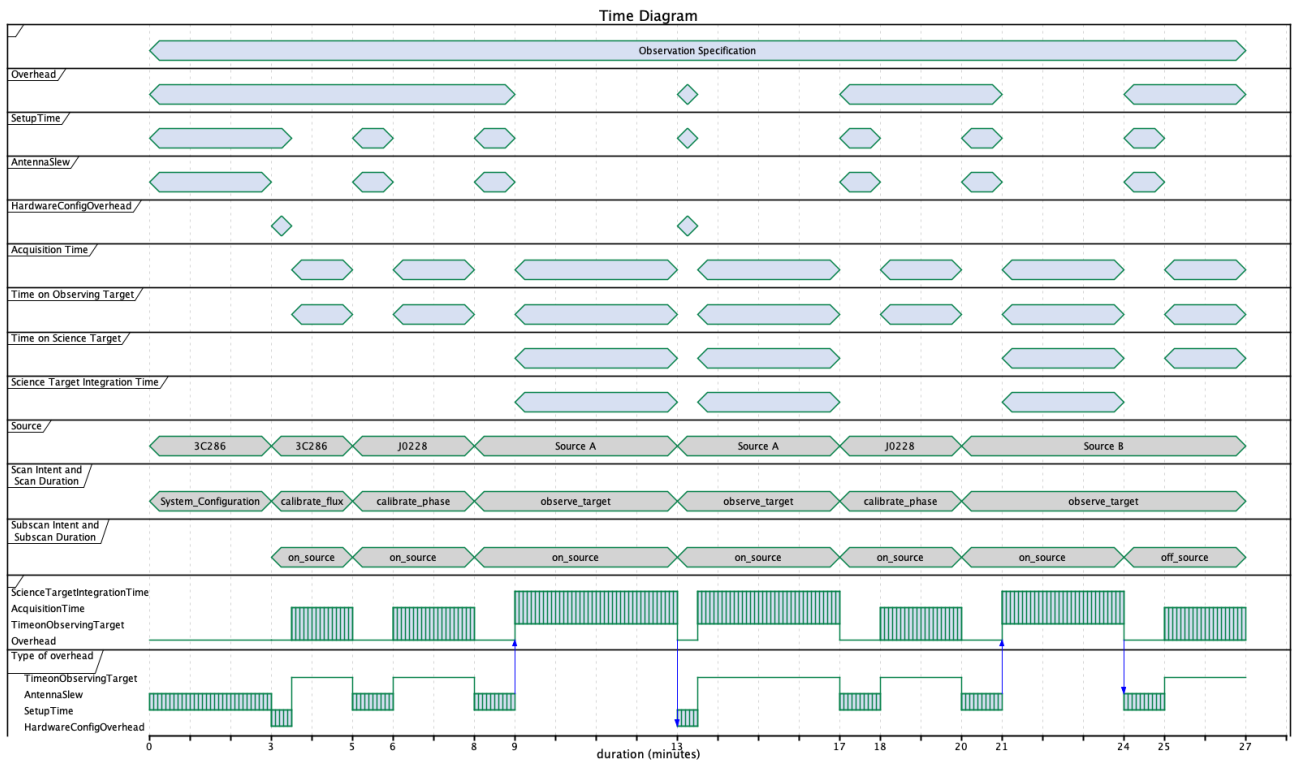 Time Diagram
Observation Specification
Overhead
SetupTime
AntennaSlew
HardwareConfigOverhead
Acquisition Time
Time on Observing Target
Time on Science Target
Science Target Integration Time
Source
3C286 3C286 J0228 Source A Source A J0228 Source B
Scan Intent and
Scan Duration
System_Configuration calibrate_flux calibrate_phase observe_target observe_target calibrate_phase observe_target
Subscan Intent and
Subscan Duration
on_source on_source on_source on_source on_source on_source off_source
ScienceTargetIntegrationTime
AcquisitionTime
TimeonObservingTarget
Overhead
Type of overhead
TimeonObservingTarget
AntennaSlew
SetupTime
HardwareConfigOverhead
0 3 5 6 8 9 13 17 18 20 21 24 25 27
duration (minutes)